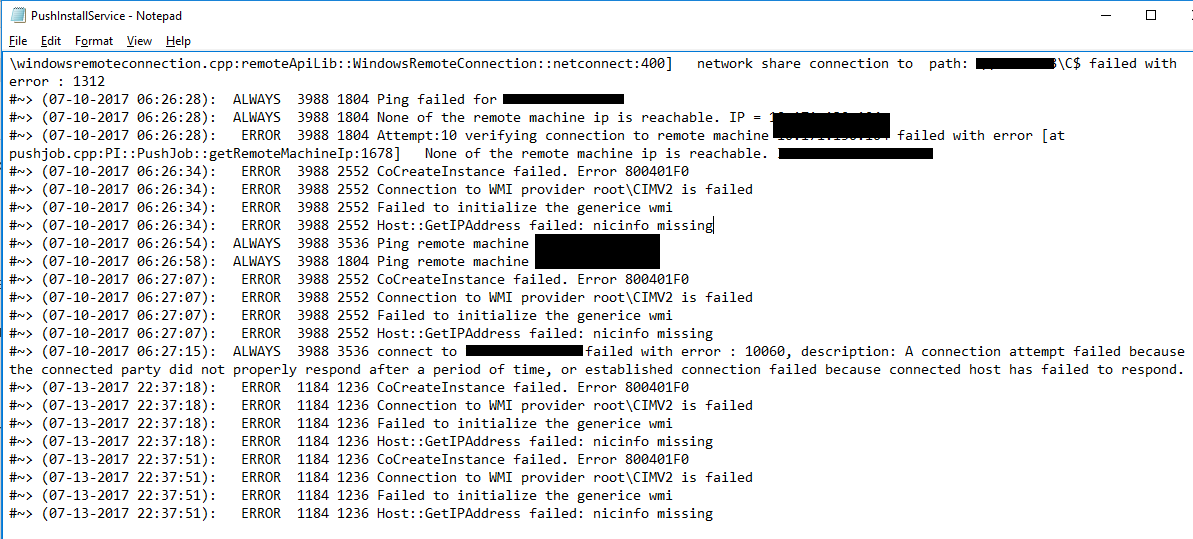 PushInstallService - Notepad
File Edit Format View Help
\windowsremoteconnection.cpp:remoteApiLib::WindowsRemoteConnection::netconnect:400] network share connection to path: \C$ failed with
error : 1312
#~> (07-10-2017 06:26:28): ALWAYS 3988 1804 Ping failed for
#~> (07-10-2017 06:26:28): ALWAYS 3988 1804 None of the remote machine ip is reachable. IP =
#~> (07-10-2017 06:26:28): ERROR 3988 1804 Attempt:10 verifying connection to remote machine failed with error [at
pushjob.cpp:PI::PushJob::getRemoteMachineIp:1678] None of the remote machine ip is reachable.
#~> (07-10-2017 06:26:34): ERROR 3988 2552 CoCreateInstance failed. Error 800401F0
#~> (07-10-2017 06:26:34): ERROR 3988 2552 Connection to WMI provider root\CIMV2 is failed
#~> (07-10-2017 06:26:34): ERROR 3988 2552 Failed to initialize the generice wmi
#~> (07-10-2017 06:26:34): ERROR 3988 2552 Host::GetIPAddress failed: nicinfo missing
#~> (07-10-2017 06:26:54): ALWAYS 3988 3536 Ping remote machine
#~> (07-10-2017 06:26:58): ALWAYS 3988 1804 Ping remote machine
#~> (07-10-2017 06:27:07): ERROR 3988 2552 CoCreateInstance failed. Error 800401F0
#~> (07-10-2017 06:27:07): ERROR 3988 2552 Connection to WMI provider root\CIMV2 is failed
#~> (07-10-2017 06:27:07): ERROR 3988 2552 Failed to initialize the generice wmi
#~> (07-10-2017 06:27:07): ERROR 3988 2552 Host::GetIPAddress failed: nicinfo missing
#~> (07-10-2017 06:27:15): ALWAYS 3988 3536 connect to failed with error : 10060, description: A connection attempt failed because
the connected party did not properly respond after a period of time, or established connection failed because connected host has failed to respond.
#~> (07-13-2017 22:37:18): ERROR 1184 1236 CoCreateInstance failed. Error 800401F0
#~> (07-13-2017 22:37:18): ERROR 1184 1236 Connection to WMI provider root\CIMV2 is failed
#~> (07-13-2017 22:37:18): ERROR 1184 1236 Failed to initialize the generice wmi
#~> (07-13-2017 22:37:18): ERROR 1184 1236 Host::GetIPAddress failed: nicinfo missing
#~> (07-13-2017 22:37:51): ERROR 1184 1236 CoCreateInstance failed. Error 800401F0
#~> (07-13-2017 22:37:51): ERROR 1184 1236 Connection to WMI provider root\CIMV2 is failed
#~> (07-13-2017 22:37:51): ERROR 1184 1236 Failed to initialize the generice wmi
#~> (07-13-2017 22:37:51): ERROR 1184 1236 Host::GetIPAddress failed: nicinfo missing